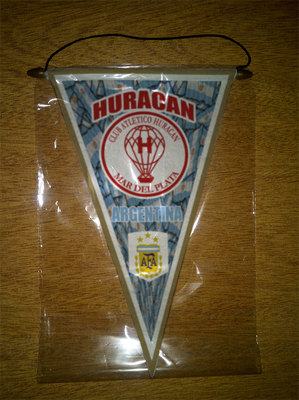 HURACAN
CLUB ATLETICO HURACAN
H
MAR DEL PLATA
ARGENTINA
AFA